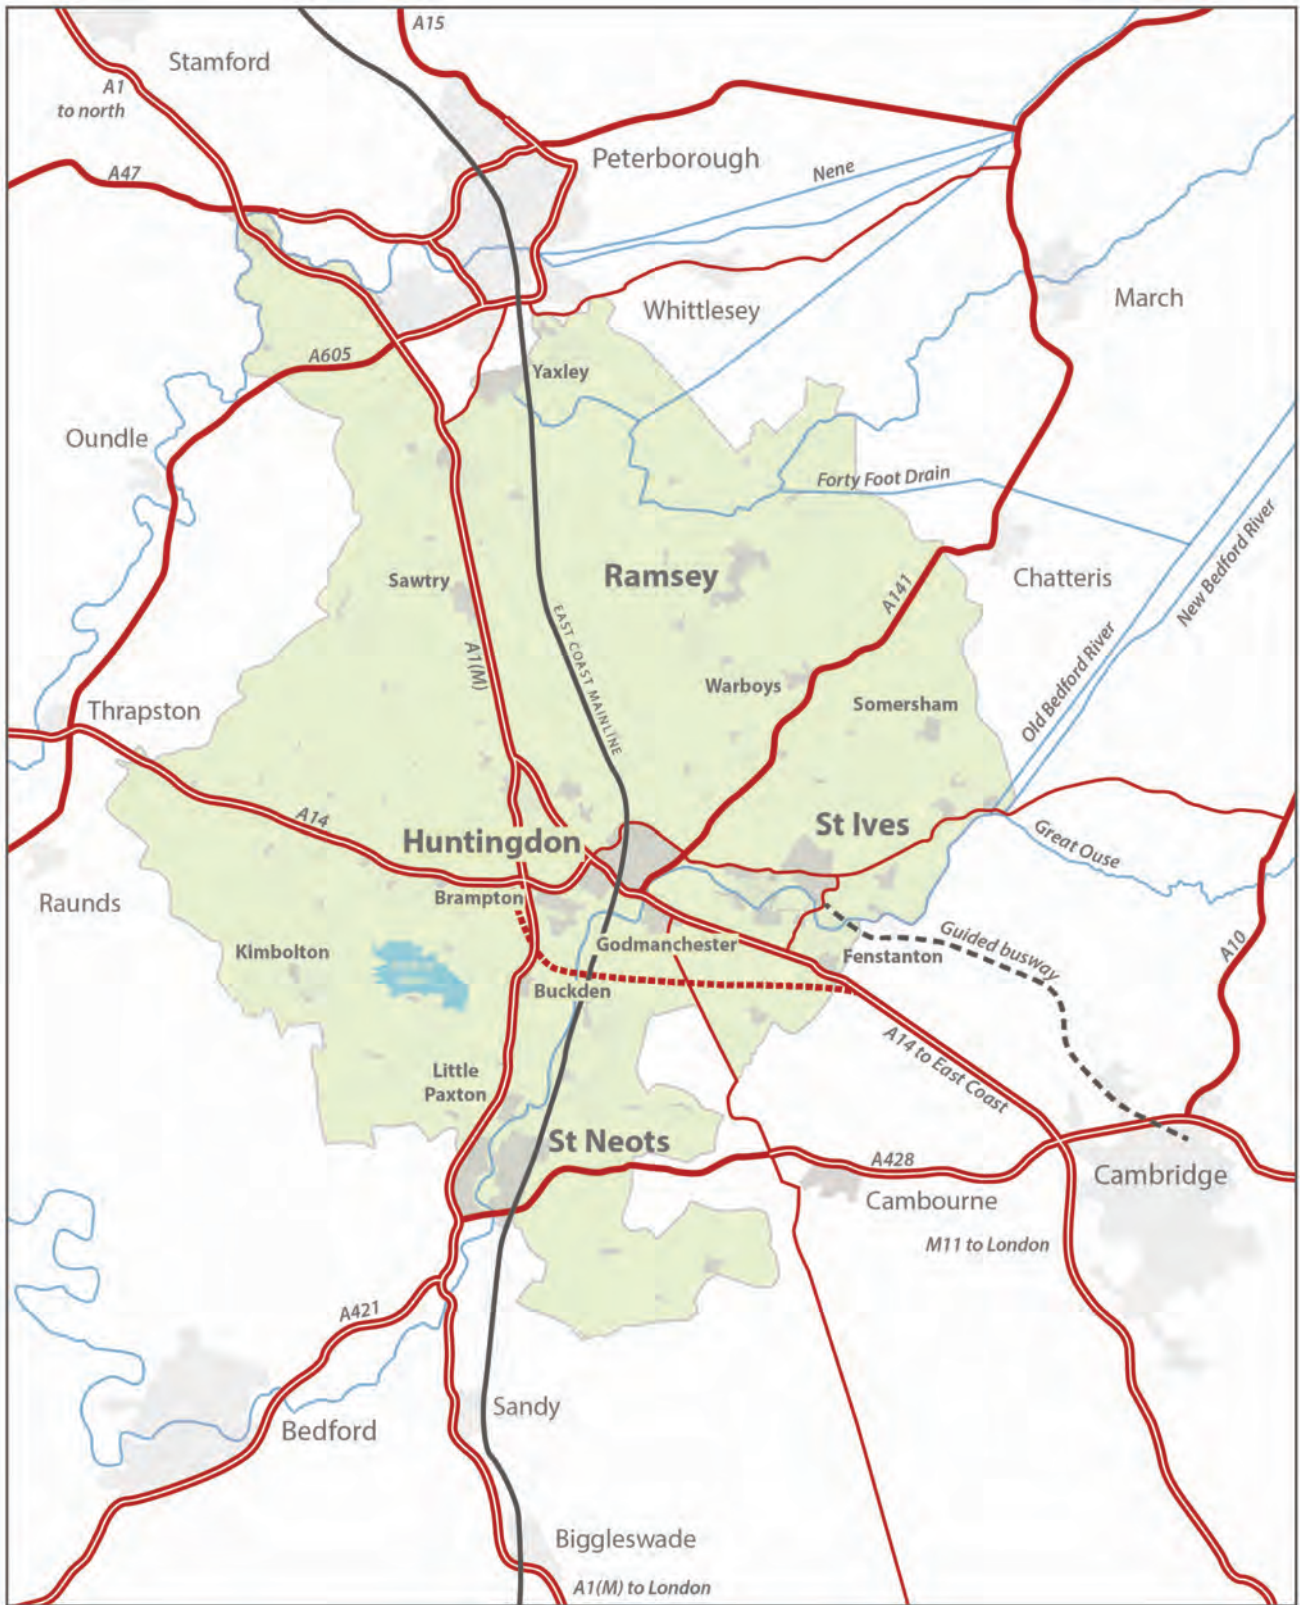 A15
Stamford
A1
to north
Peterborough
A47
Nene
March
Whittlesey
A605
Yaxley
Oundle
Forty Foot Drain
New Bedford River
Ramsey
Sawtry
Chatteris
A141
EAST COAST MAINLINE
A1(M)
Old Bedford River
Warboys
Somersham
Thrapston
A14
St Ives
Huntingdon
Great Ouse
Brampton
Raunds
Guided busway
Godmanchester
A10
Kimbolton
Fenstanton
Buckden
A14 to East Coast
Little
Paxton
St Neots
A428
Cambridge
Cambourne
M11 to London
A421
Sandy
Bedford
Biggleswade
A1(M) to London